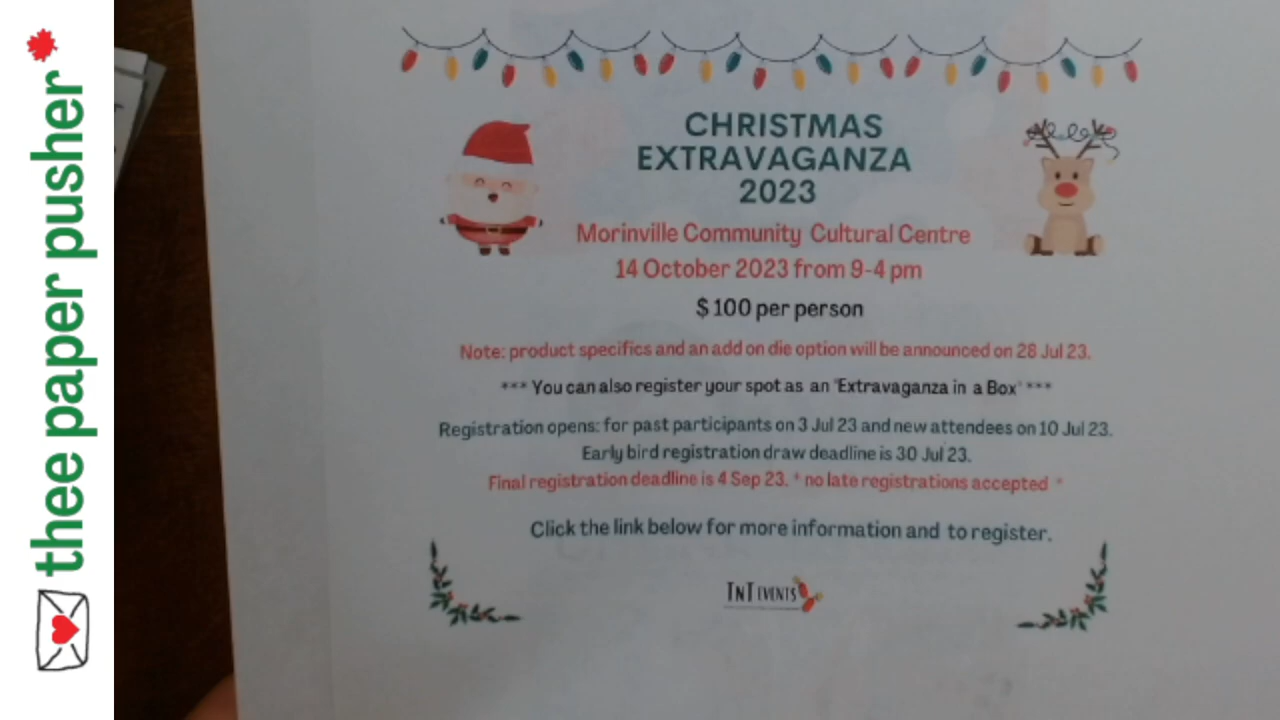 thee paper pusher
CHRISTMAS
EXTRAVAGANZA
2023
Morinville Community Cultural Centre
14 October 2023 from 9-4 pm
$100 per person
Note: product specifics and an add on die option will be announced on 28 Jul 23.
*** You can also register your spot as an 'Extravaganza in a Box' ***
Registration opens: for past participants on 3 Jul 23 and new attendees on 10 Jul 23.
Early bird registration draw deadline is 30 Jul 23.
Final registration deadline is 4 Sep 23. * no late registrations accepted *
Click the link below for more information and to register.
TNT EVENTS